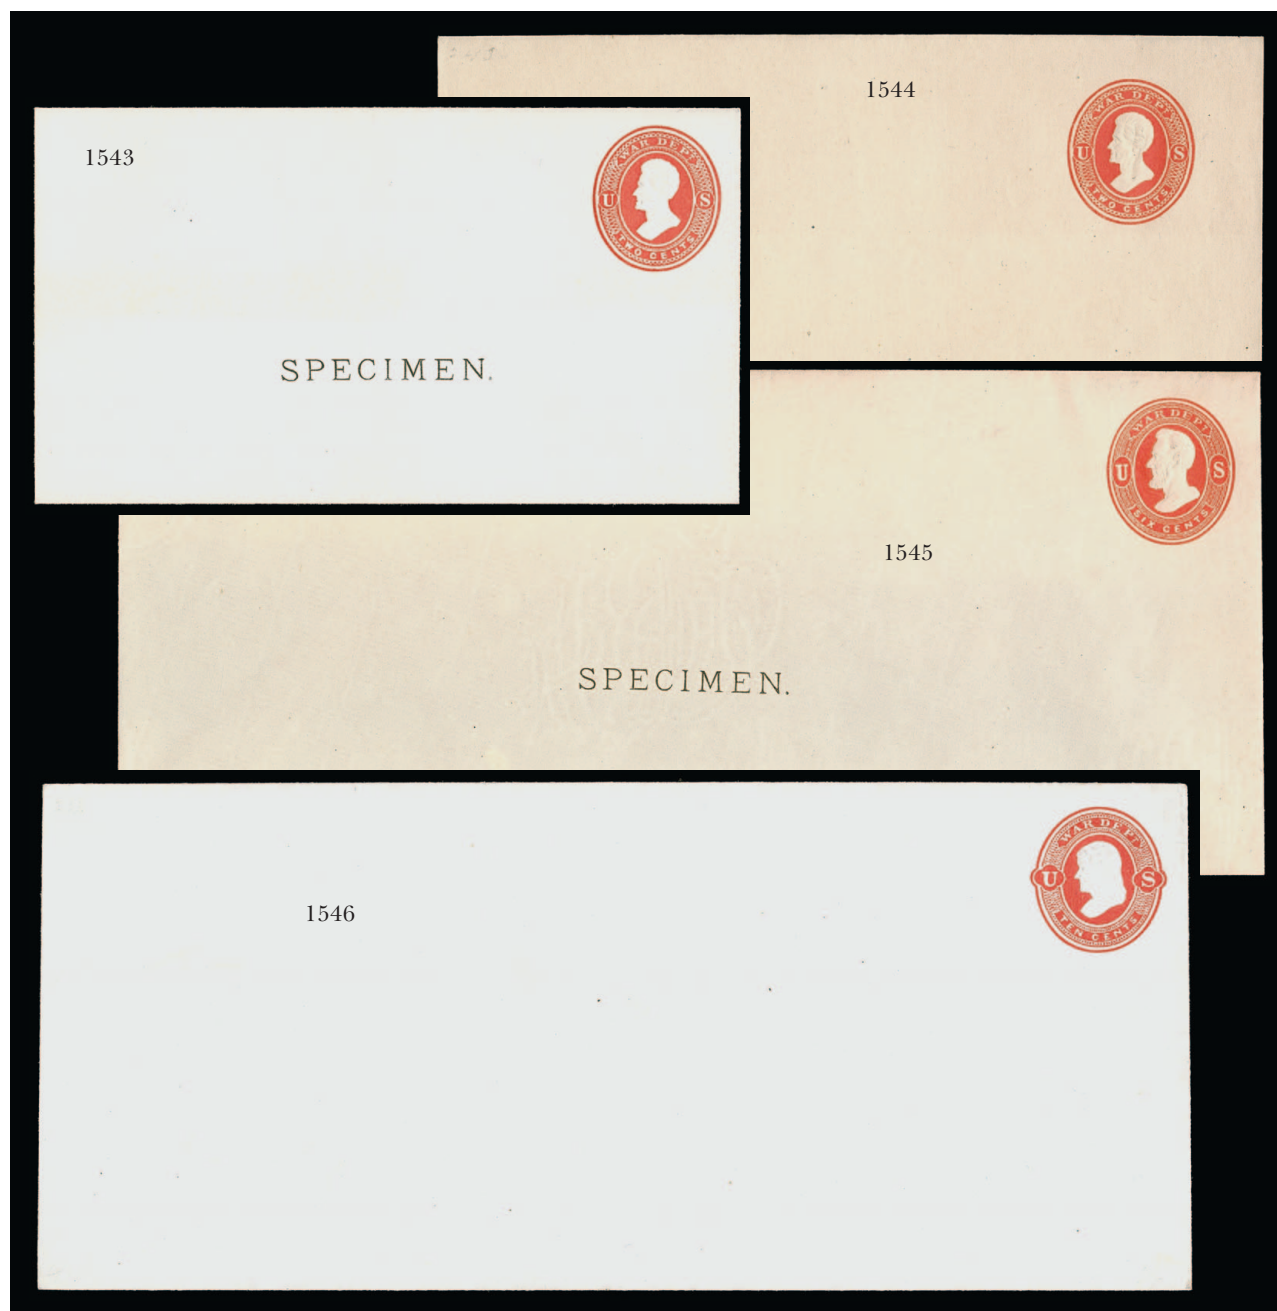 1544
WAR DEPT
U S
TWO CENTS
1543
WAR DEPT
U S
TWO CENTS
SPECIMEN.
WAR DEPT
U S
SIX CENTS
1545
SPECIMEN.
WAR DEPT
U S
TEN CENTS
1546